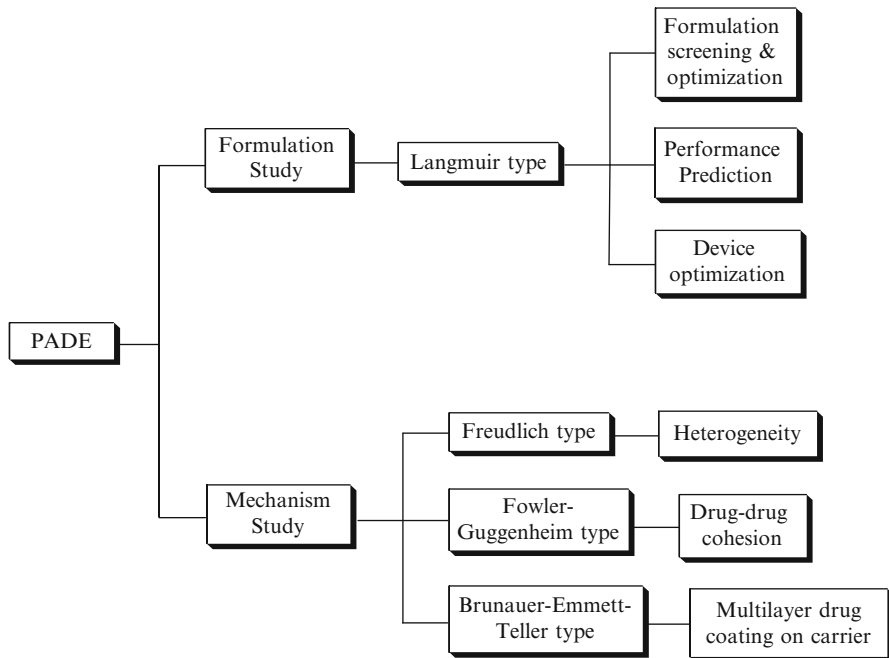 PADE
Formulation
Study
Langmuir type
Formulation
screening &
optimization
Performance
Prediction
Device
optimization
Mechanism
Study
Freudlich type
Heterogeneity
Fowler-
Guggenheim type
Drug-drug
cohesion
Brunauer-Emmett-
Teller type
Multilayer drug
coating on carrier